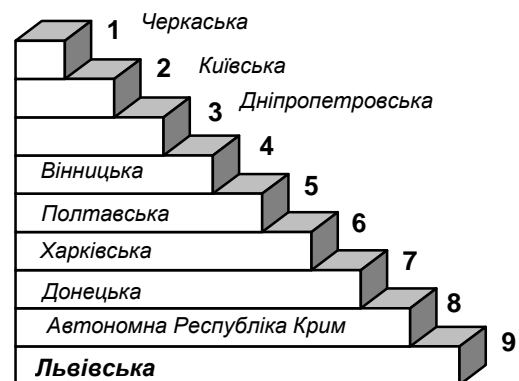 1 Черкаська
2 Київська
3 Дніпропетровська
4
Вінницька
5
Полтавська
6
Харківська
7
Донецька
8
Автономна Республіка Крим
9
Львівська